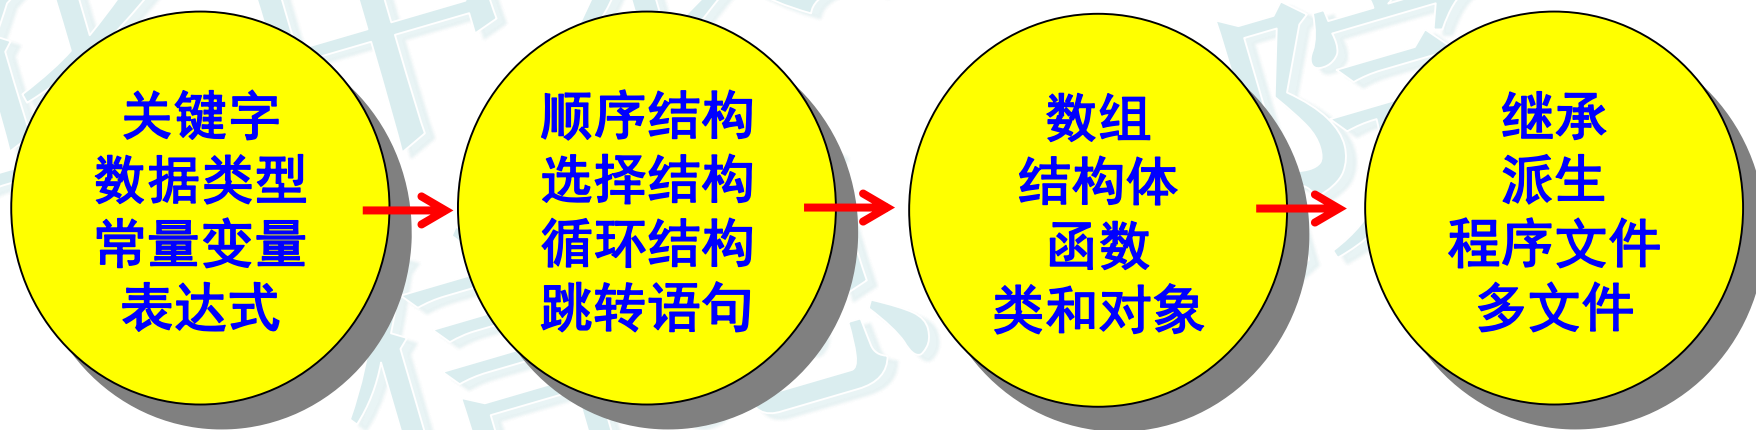 关键字
数据类型
常量变量
表达式
顺序结构
选择结构
循环结构
跳转语句
数组
结构体
函数
类和对象
继承
派生
程序文件
多文件